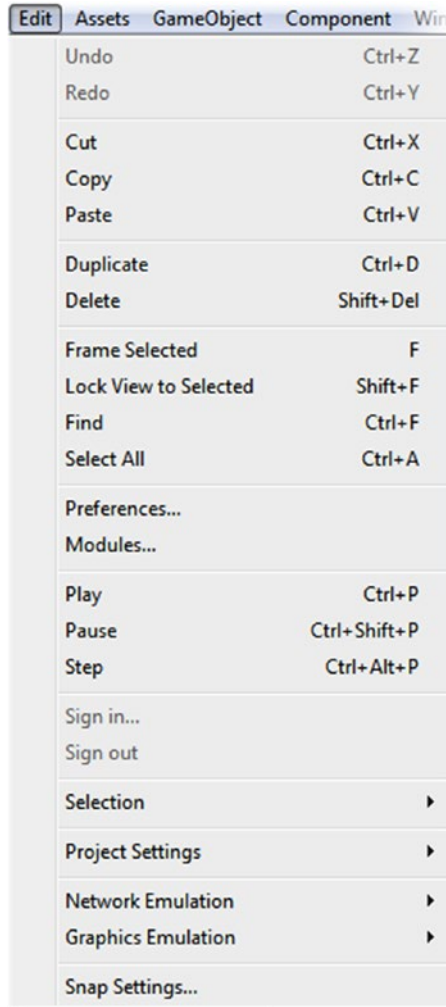 Edit Assets GameObject Component
Undo Ctrl+Z
Redo Ctrl+Y
Cut Ctrl+X
Copy Ctrl+C
Paste Ctrl+V
Duplicate Ctrl+D
Delete Shift+Del
Frame Selected F
Lock View to Selected Shift+F
Find Ctrl+F
Select All Ctrl+A
Preferences...
Modules...
Play Ctrl+P
Pause Ctrl+Shift+P
Step Ctrl+Alt+P
Sign in...
Sign out
Selection
Project Settings
Network Emulation
Graphics Emulation
Snap Settings...